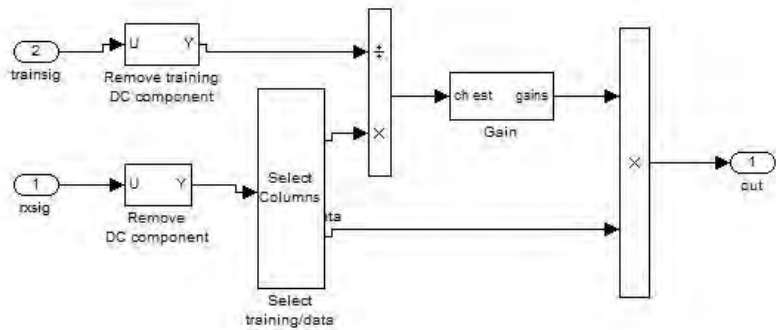 2
trainsig
U Y
Remove training
DC component
÷
×
ch est gains
Gain
×
1
out
1
rxsig
U Y
Remove
DC component
Select
Columns
ata
Select
training/data